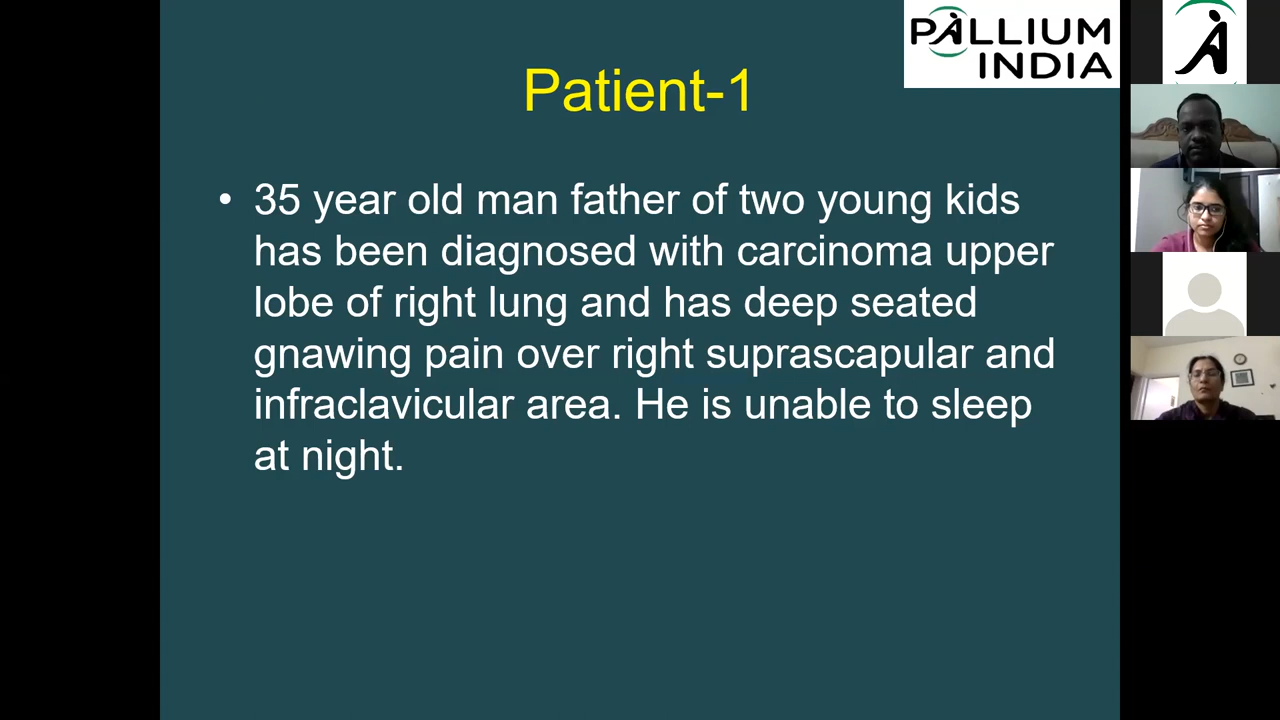 PALLIUM
INDIA
Patient-1
• 35 year old man father of two young kids
has been diagnosed with carcinoma upper
lobe of right lung and has deep seated
gnawing pain over right suprascapular and
infraclavicular area. He is unable to sleep
at night.